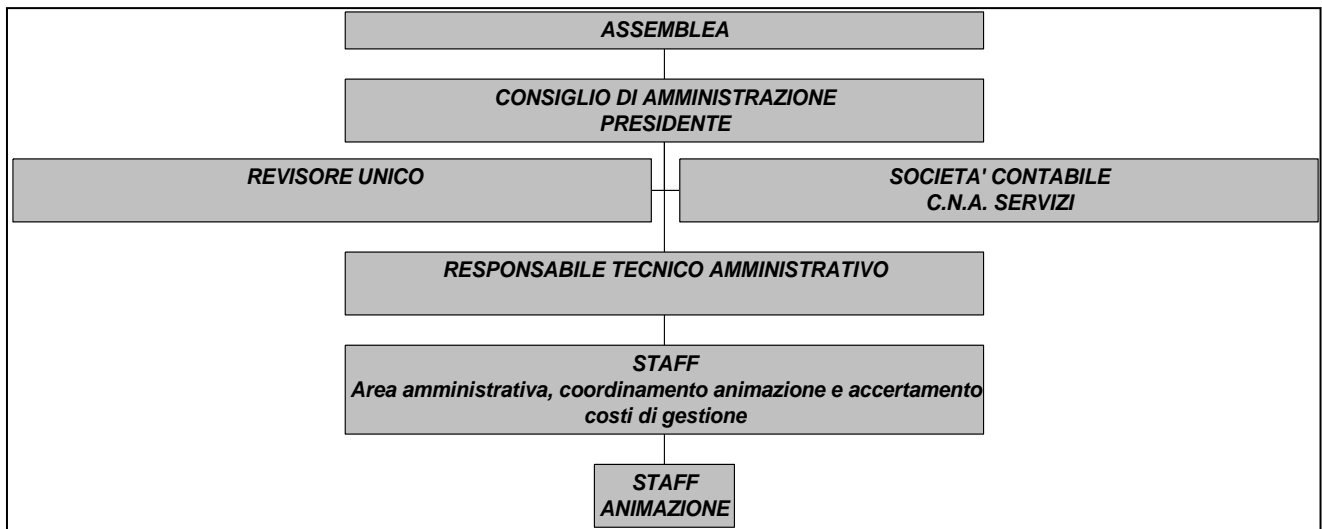 ASSEMBLEA
CONSIGLIO DI AMMINISTRAZIONE
PRESIDENTE
REVISORE UNICO
SOCIETA' CONTABILE
C.N.A. SERVIZI
RESPONSABILE TECNICO AMMINISTRATIVO
STAFF
Area amministrativa, coordinamento animazione e accertamento
costi di gestione
STAFF
ANIMAZIONE